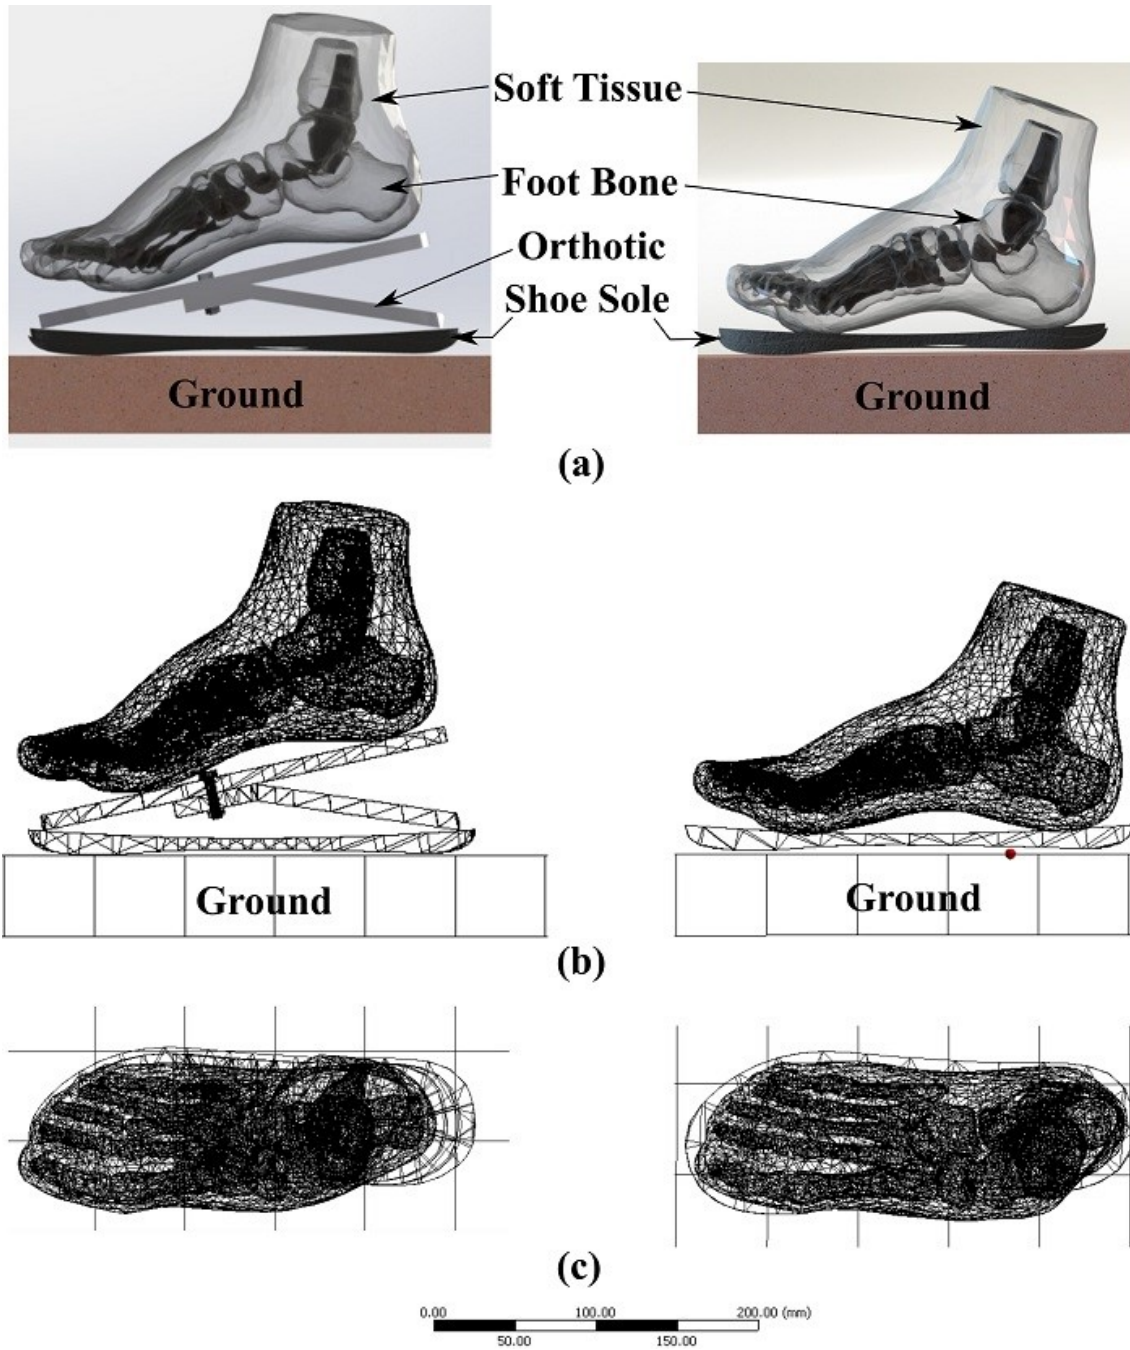 Soft Tissue
Foot Bone
Orthotic
Shoe Sole
Ground
Ground
(a)
Ground
Ground
(b)
(c)
0.00 100.00 200.00 (mm)
50.00 150.00